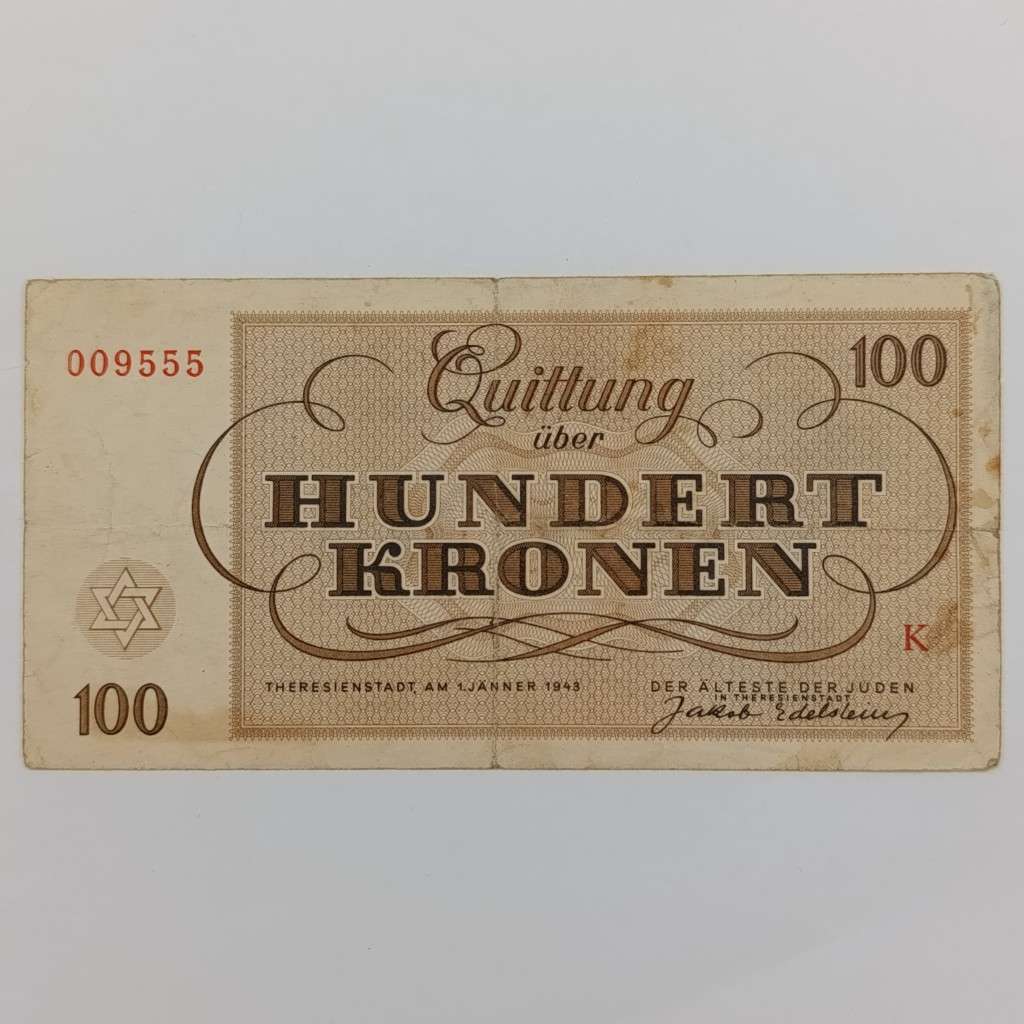 009555
100
Quittung
über
HUNDERT
KRONEN
K
THERESIENSTADT, AM 1. JÄNNER 1943
DER ÄLTESTE DER JUDEN
IN THERESIENSTADT
Jakob Edelstein
100